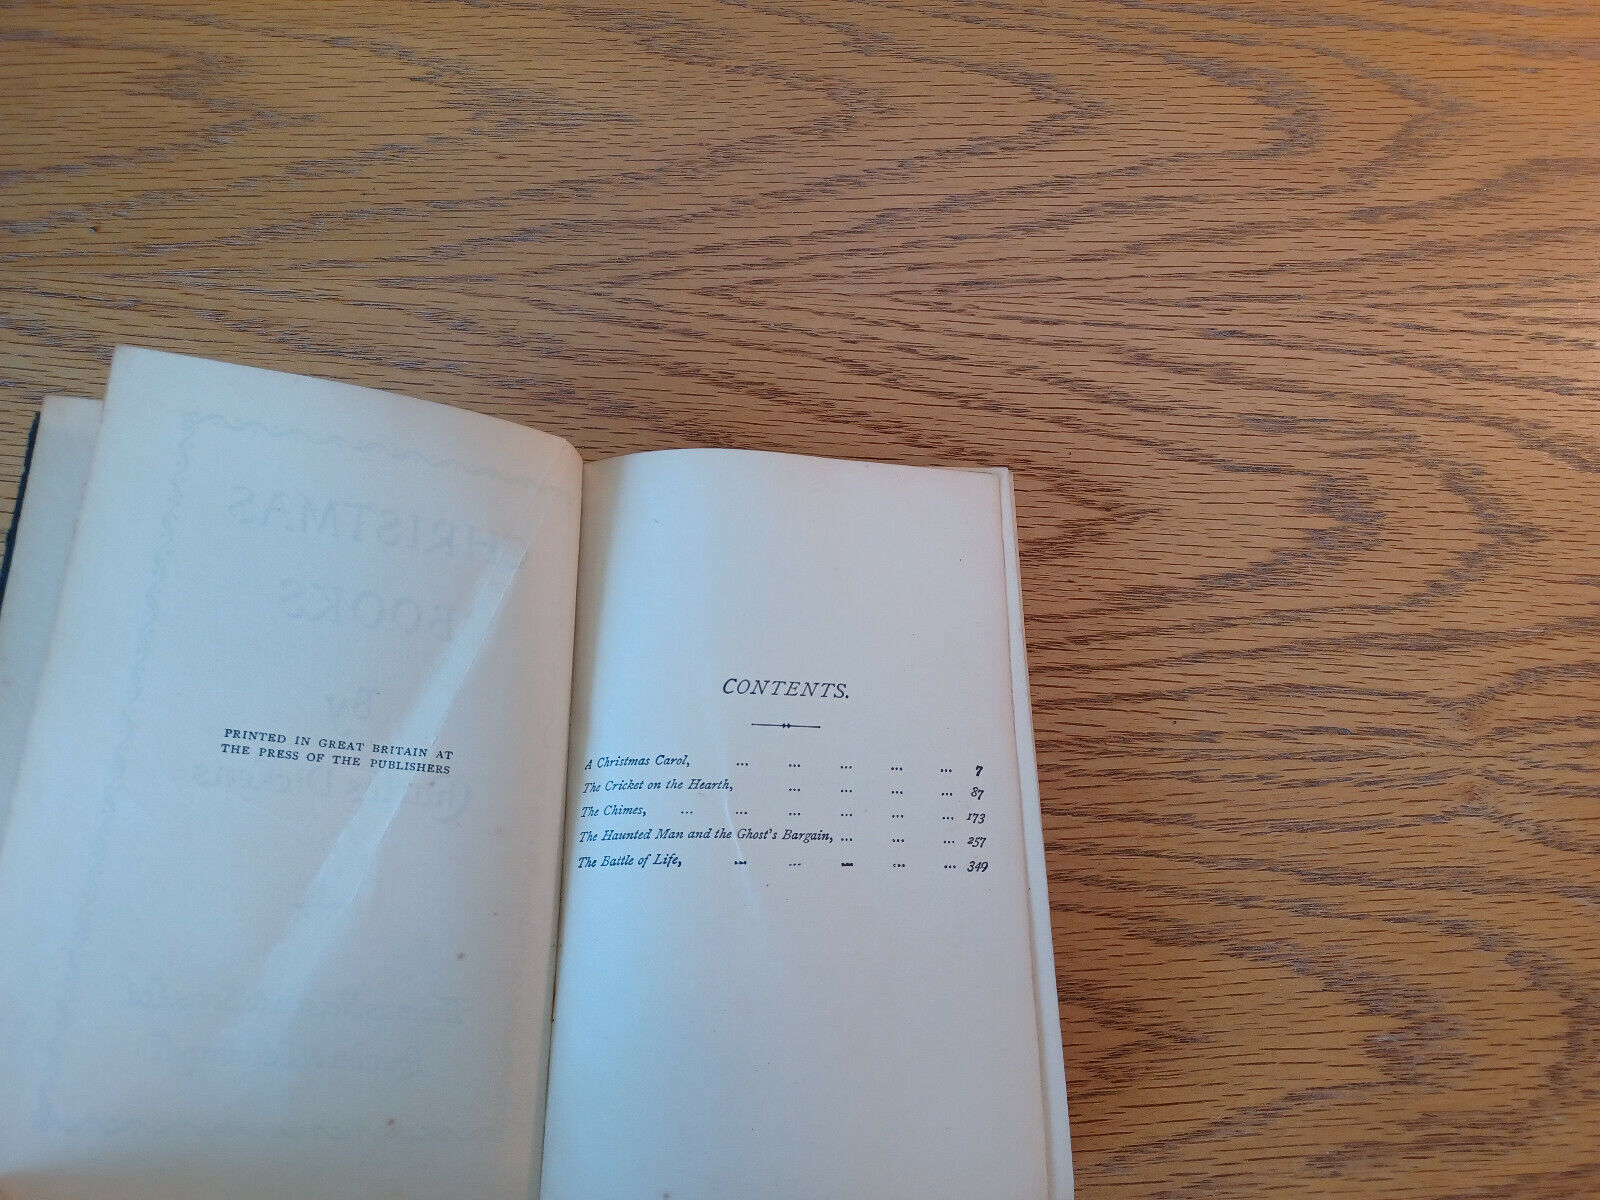 PRINTED IN GREAT BRITAIN AT
THE PRESS OF THE PUBLISHERS
CONTENTS.
A Christmas Carol, ... ... ... ... ... 7
The Cricket on the Hearth, ... ... ... ... 87
The Chimes, ... ... ... ... ... ... 173
The Haunted Man and the Ghost's Bargain, ... ... ... 257
The Battle of Life, ... ... ... ... ... 349